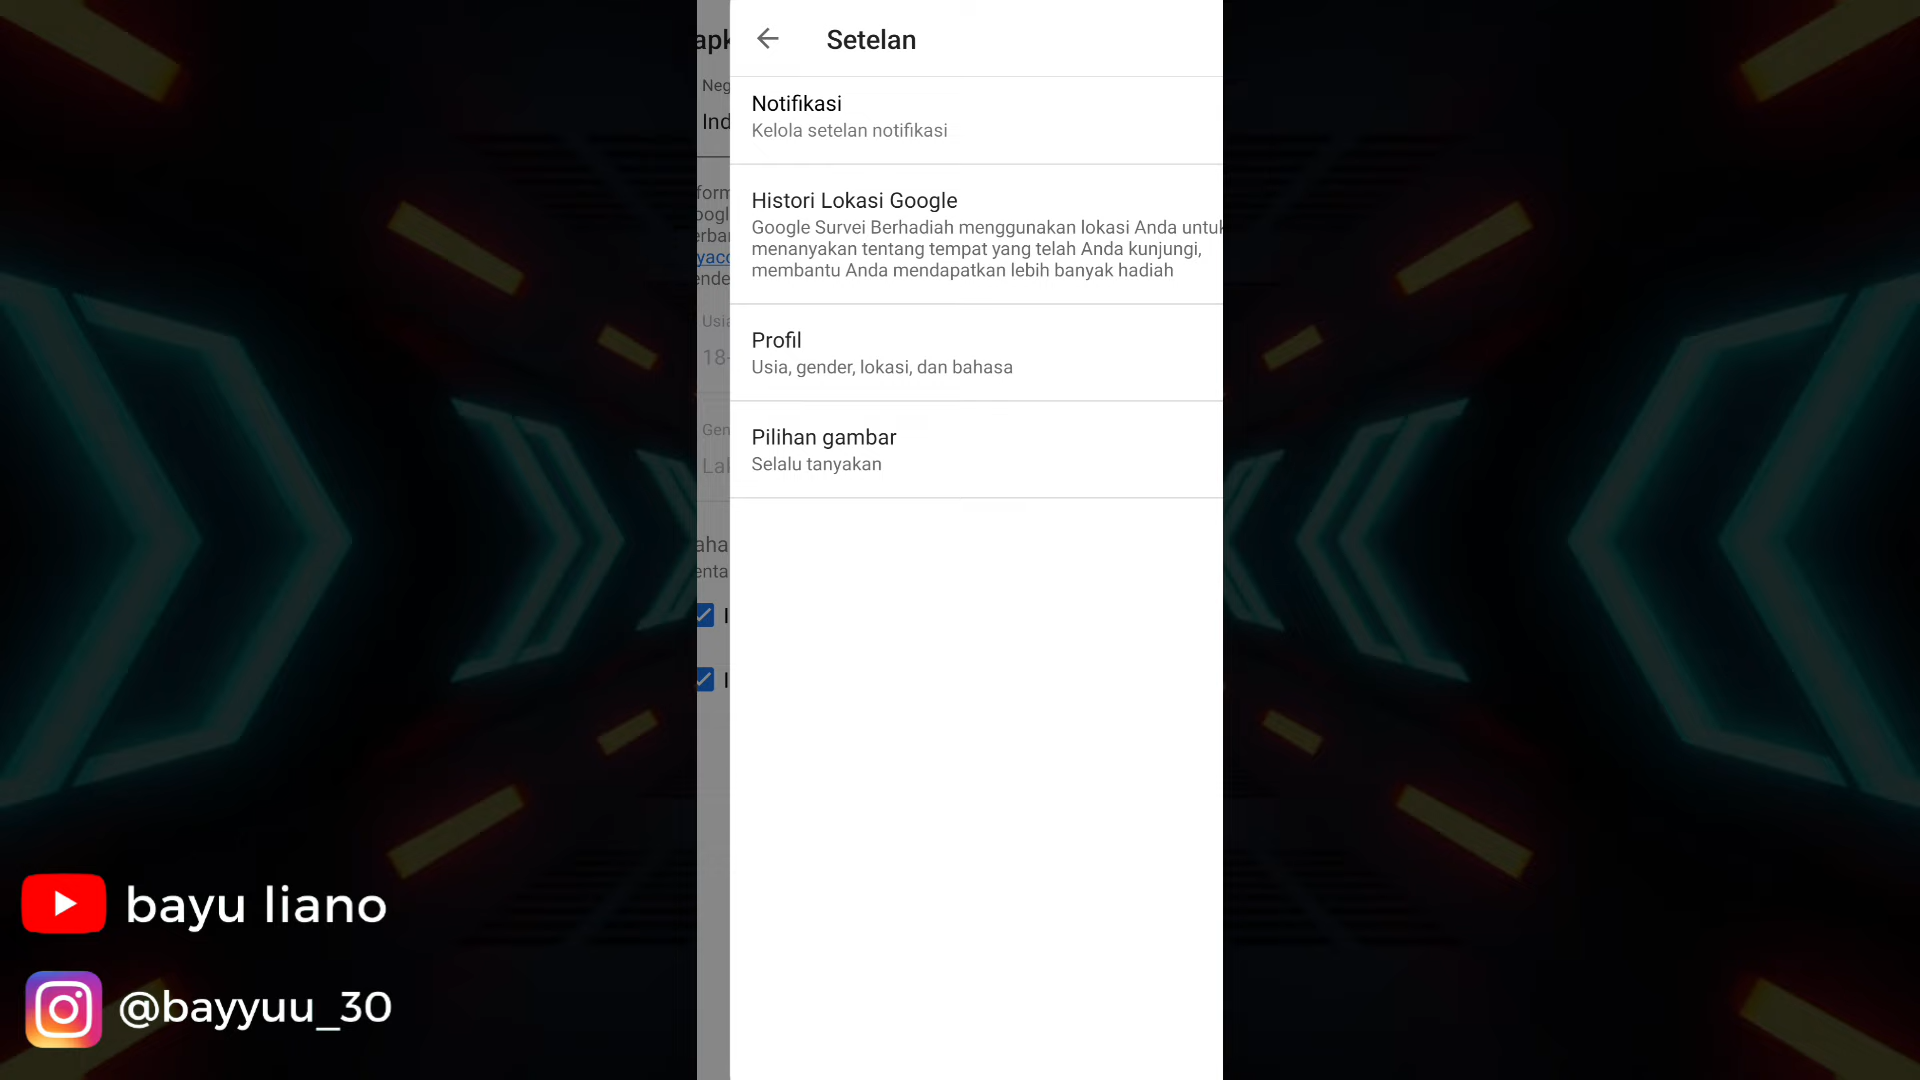 Setelan
Notifikasi
Kelola setelan notifikasi
Histori Lokasi Google
Google Survei Berhadiah menggunakan lokasi Anda untuk
menanyakan tentang tempat yang telah Anda kunjungi,
membantu Anda mendapatkan lebih banyak hadiah
Profil
Usia, gender, lokasi, dan bahasa
Pilihan gambar
Selalu tanyakan
bayu liano
@bayyuu_30